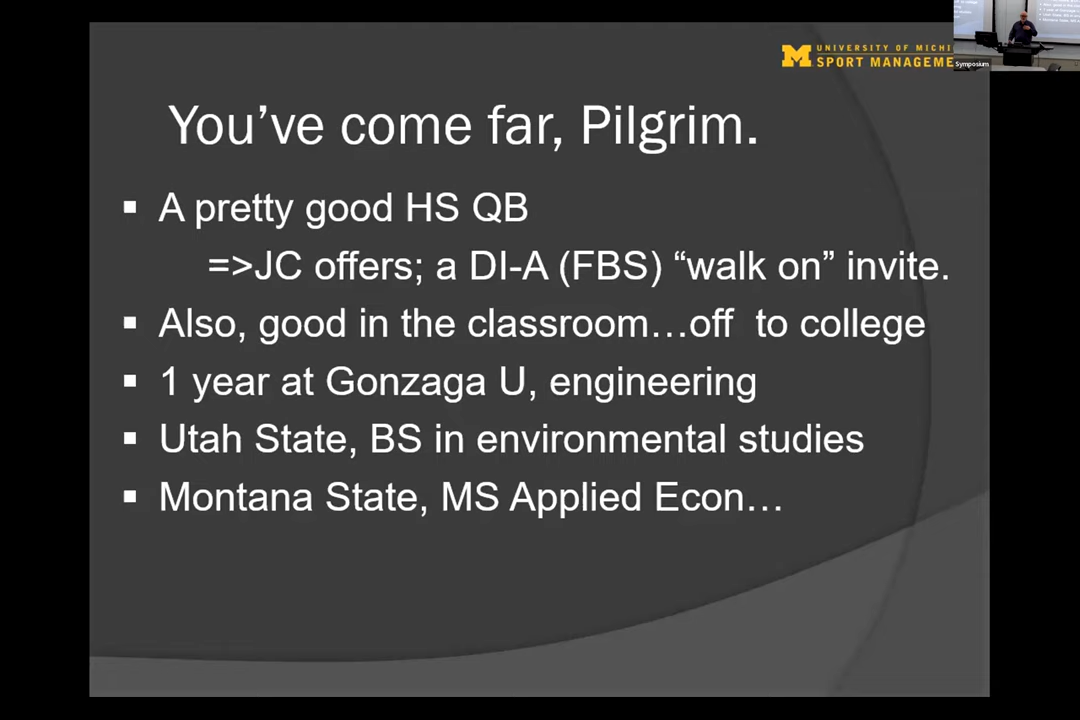 UNIVERSITY OF MICHI
SPORT MANAGEME
Symposium
You’ve come far, Pilgrim.
▪ A pretty good HS QB
=>JC offers; a DI-A (FBS) “walk on” invite.
▪ Also, good in the classroom…off to college
▪ 1 year at Gonzaga U, engineering
▪ Utah State, BS in environmental studies
▪ Montana State, MS Applied Econ…